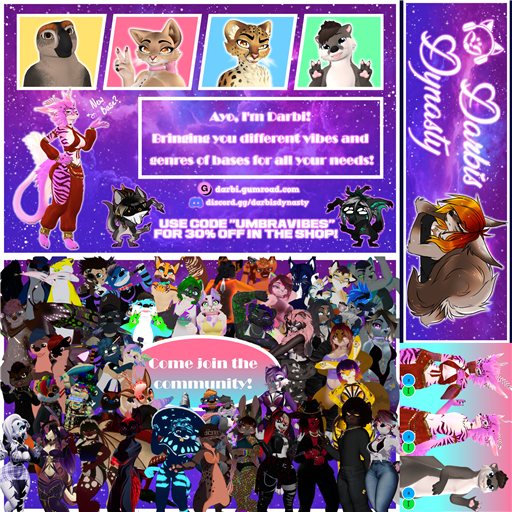 New base?
Ayo, I'm Darbi!
Bringing you different vibes and
genres of bases for all your needs!
G darbi.gumroad.com
discord.gg/darbisdynasty
USE CODE "UMBRAVIBES"
FOR 30% OFF IN THE SHOP!
Darbis
Dynasty
Come join the
community!